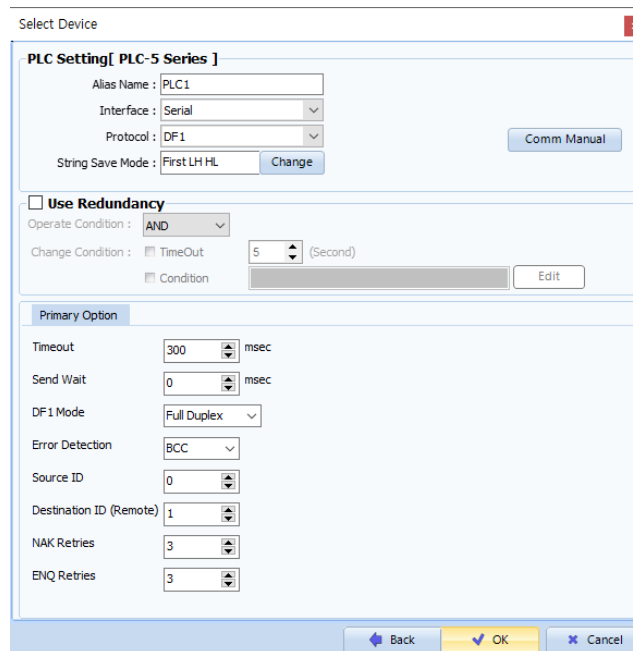 Select Device
PLC Setting[ PLC-5 Series ]
Alias Name : PLC1
Interface : Serial
Protocol : DF1
Comm Manual
String Save Mode : First LH HL Change
Use Redundancy
Operate Condition : AND
Change Condition : TimeOut 5 (Second)
Condition Edit
Primary Option
Timeout 300 msec
Send Wait 0 msec
DF1 Mode Full Duplex
Error Detection BCC
Source ID 0
Destination ID (Remote) 1
NAK Retries 3
ENQ Retries 3
Back OK Cancel